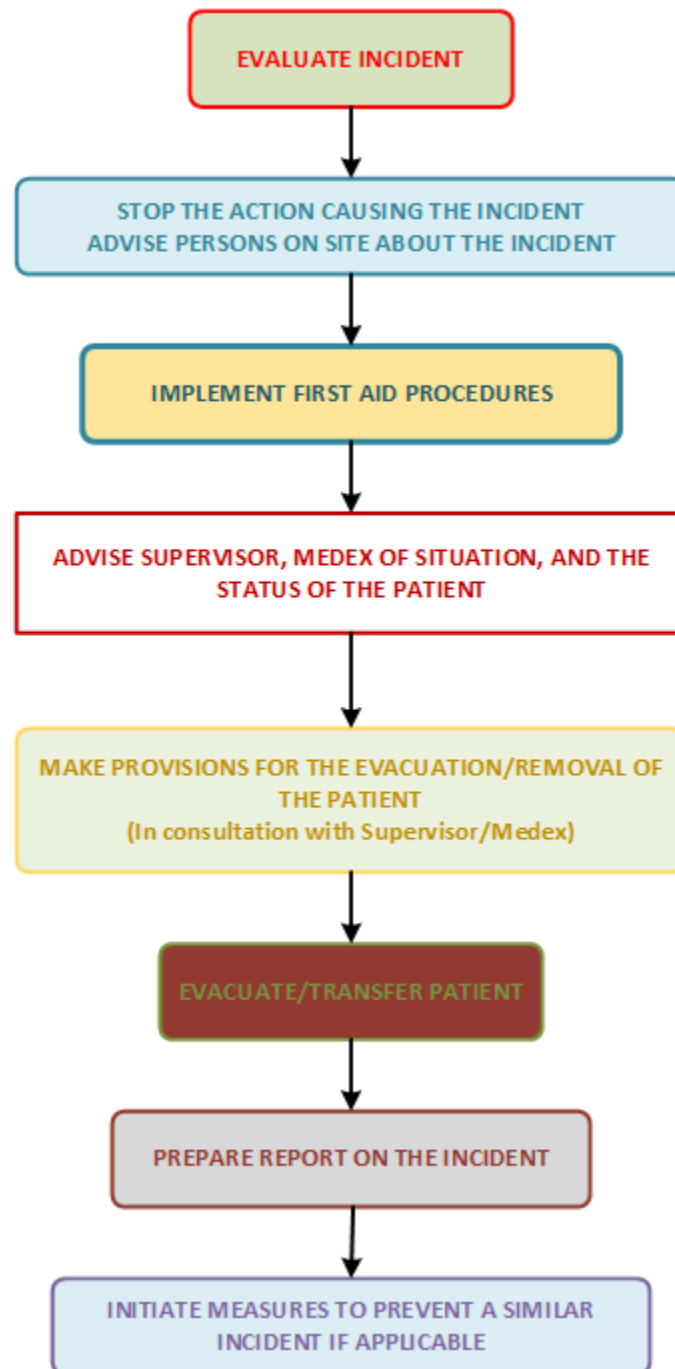 EVALUATE INCIDENT
STOP THE ACTION CAUSING THE INCIDENT
ADVISE PERSONS ON SITE ABOUT THE INCIDENT
IMPLEMENT FIRST AID PROCEDURES
ADVISE SUPERVISOR, MEDEX OF SITUATION, AND THE
STATUS OF THE PATIENT
MAKE PROVISIONS FOR THE EVACUATION/REMOVAL OF
THE PATIENT
(In consultation with Supervisor/Medex)
EVACUATE/TRANSFER PATIENT
PREPARE REPORT ON THE INCIDENT
INITIATE MEASURES TO PREVENT A SIMILAR
INCIDENT IF APPLICABLE